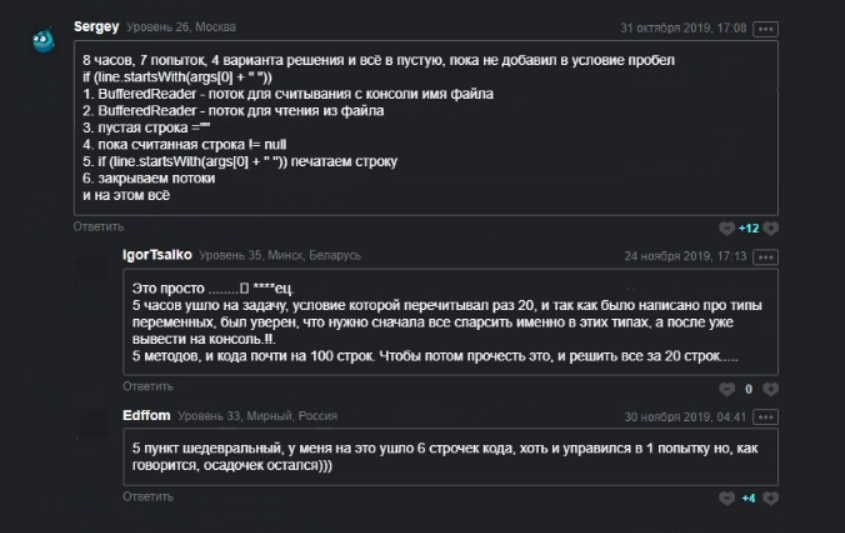 Sergey Уровень 26, Москва 31 октября 2019, 17:08
8 часов, 7 попыток, 4 варианта решения и всё в пустую, пока не добавил в условие пробел
if (line.startsWith(args[0] + " "))
1. BufferedReader - поток для считывания с консоли имя файла
2. BufferedReader - поток для чтения из файла
3. пустая строка =""
4. пока считанная строка != null
5. if (line.startsWith(args[0] + " ")) печатаем строку
6. закрываем потоки
и на этом всё
Ответить +12
IgorTsalko Уровень 35, Минск, Беларусь 24 ноября 2019, 17:13
Это просто ........▯ ****ец.
5 часов ушло на задачу, условие которой перечитывал раз 20, и так как было написано про типы
переменных, был уверен, что нужно сначала все спарсить именно в этих типах, а после уже
вывести на консоль.!!.
5 методов, и кода почти на 100 строк. Чтобы потом прочесть это, и решить все за 20 строк.....
Ответить 0
Edffom Уровень 33, Мирный, Россия 30 ноября 2019, 04:41
5 пункт шедевральный, у меня на это ушло 6 строчек кода, хоть и управился в 1 попытку но, как
говорится, осадочек остался)))
Ответить +4